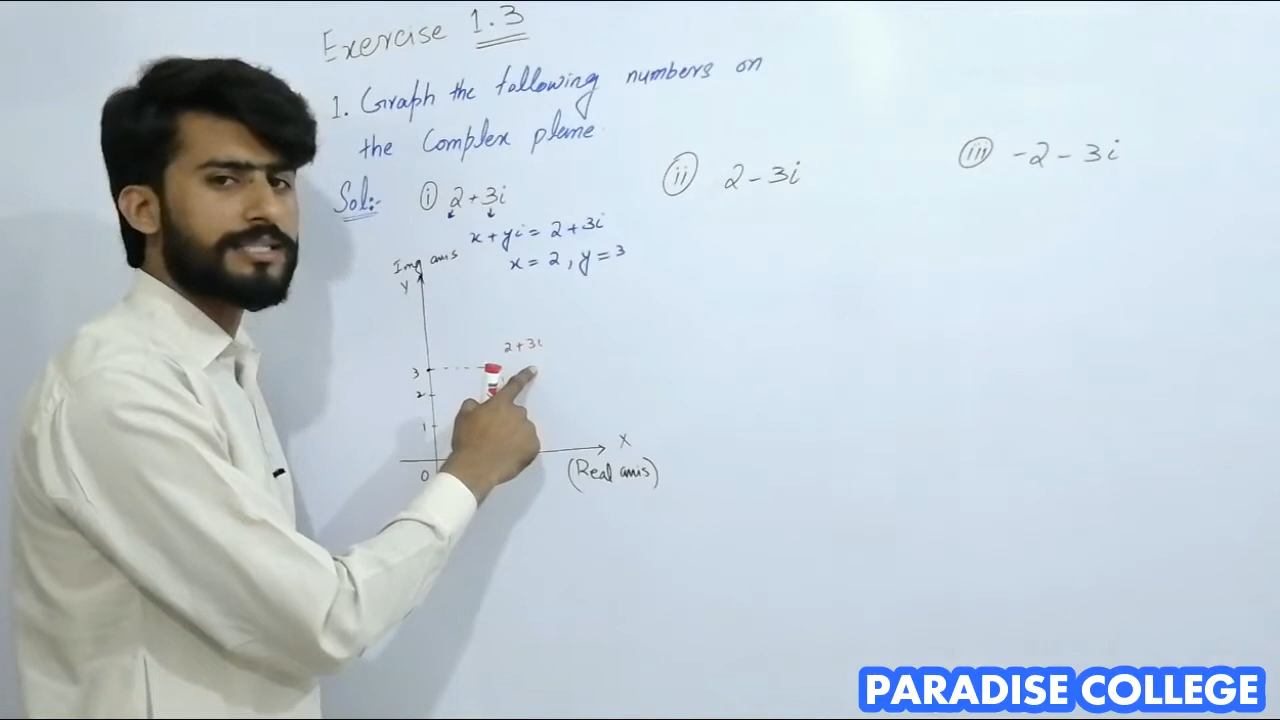 Exercise 1.3
1. Graph the following numbers on
the Complex plane.
Sol:- (i) 2 + 3i
x + yi = 2 + 3i
x = 2, y = 3
(ii) 2 - 3i
(iii) -2 - 3i
Img axis
Y
2+3i
3
2
1
0
X
(Real axis)
PARADISE COLLEGE